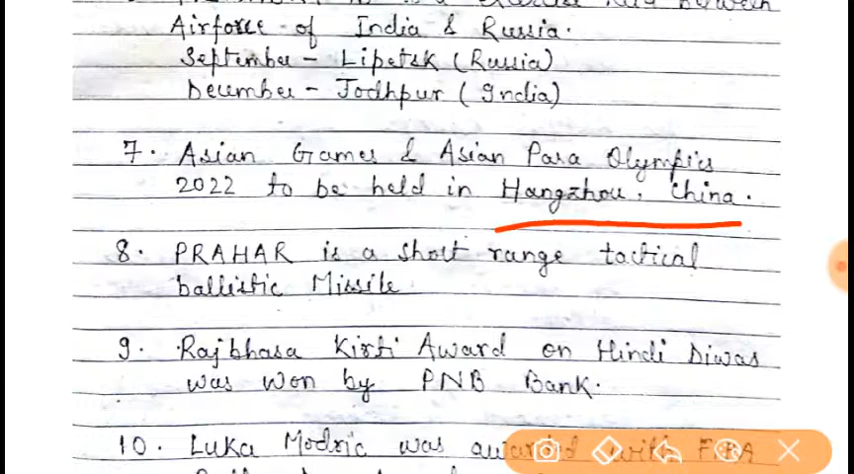 Airforce of India & Russia.
September - Lipetsk (Russia)
December - Jodhpur (India)
7. Asian Games & Asian Para Olympics
2022 to be held in Hangzhou, China.
8. PRAHAR is a short range tactical
ballistic Missile
9. Rajbhasa Kirti Award on Hindi Diwas
was won by PNB Bank.
10. Luka Modric was awarded with FIFA